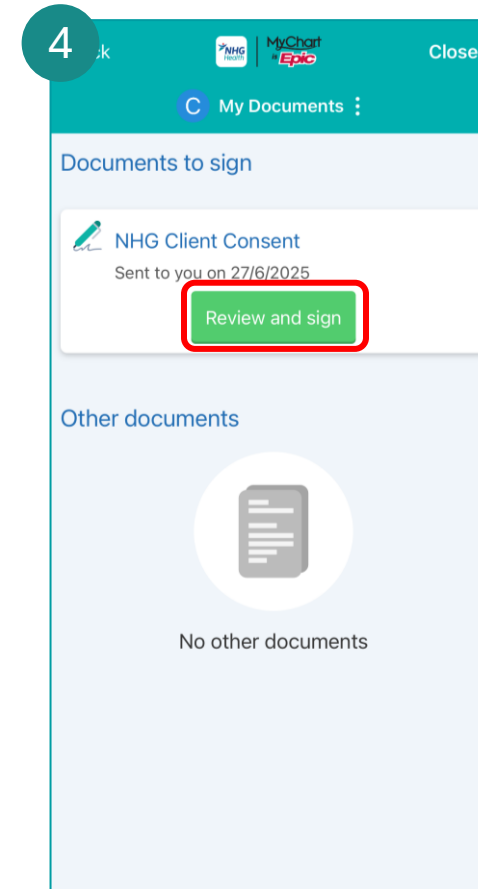 4
ck
NHG
Health
MyChart
Epic
Close
C
My Documents
Documents to sign
NHG Client Consent
Sent to you on 27/6/2025
Review and sign
Other documents
No other documents